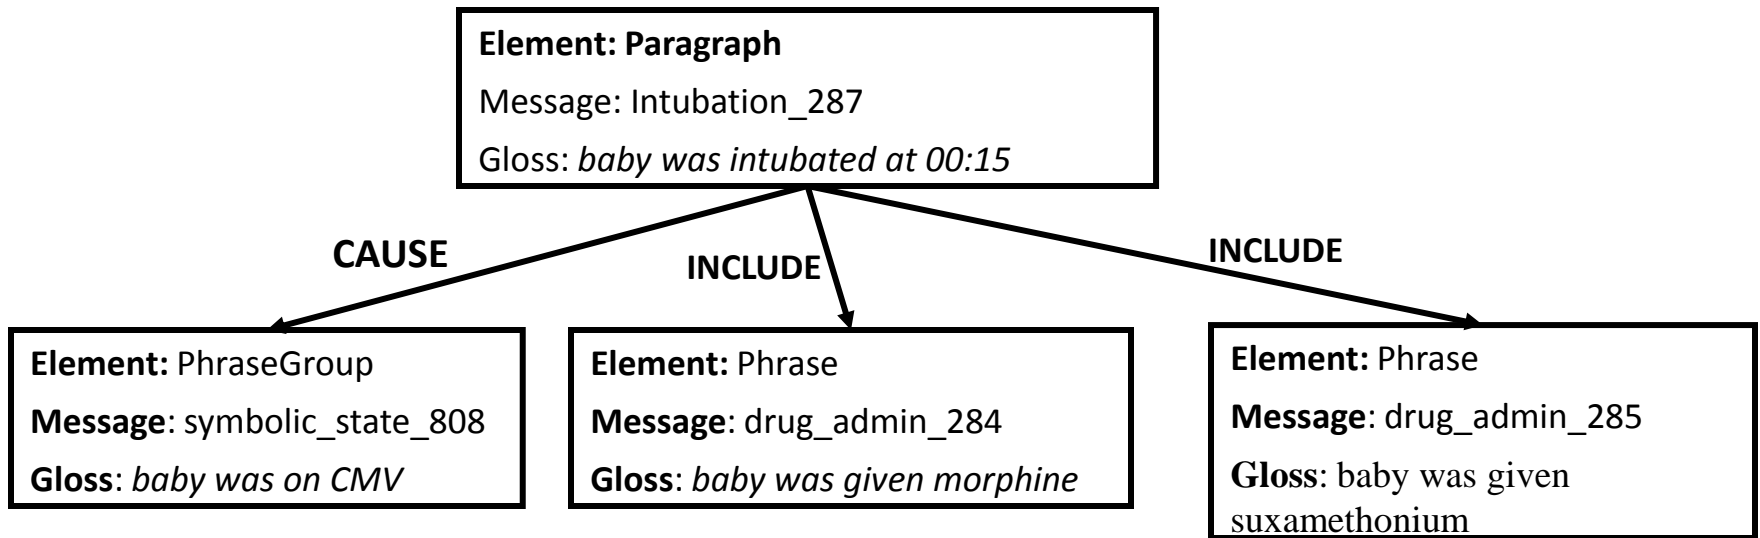 Element: Paragraph
Message: Intubation_287
Gloss: baby was intubated at 00:15
CAUSE
INCLUDE
INCLUDE
Element: PhraseGroup
Message: symbolic_state_808
Gloss: baby was on CMV
Element: Phrase
Message: drug_admin_284
Gloss: baby was given morphine
Element: Phrase
Message: drug_admin_285
Gloss: baby was given
suxamethonium